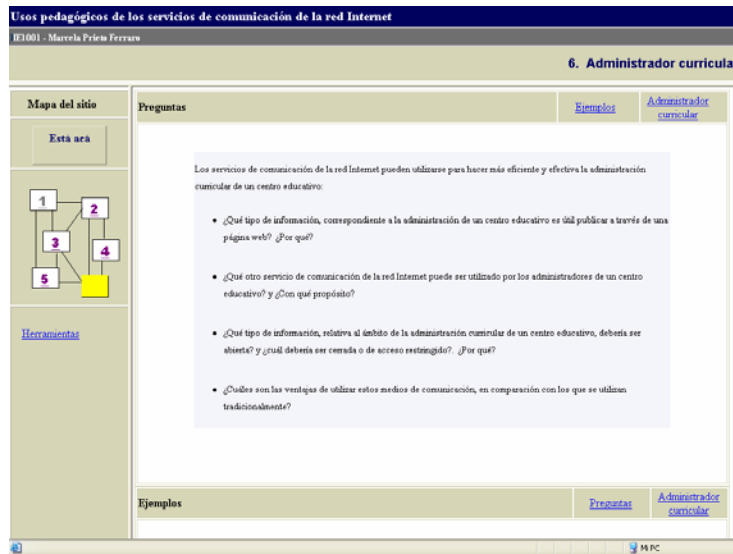 Usos pedagógicos de los servicios de comunicación de la red Internet
IE1001 - Marcela Prieto Ferraro
6. Administrador curricula
Mapa del sitio
Está acá
1
2
3
4
5
Herramientas
Preguntas
Ejemplos
Administrador
curricular
Los servicios de comunicación de la red Internet pueden utilizarse para hacer más eficiente y efectiva la administración
curricular de un centro educativo:
• ¿Qué tipo de información, correspondiente a la administración de un centro educativo es útil publicar a través de una
página web? ¿Por qué?
• ¿Qué otro servicio de comunicación de la red Internet puede ser utilizado por los administradores de un centro
educativo? y ¿Con qué propósito?
• ¿Qué tipo de información, relativa al ámbito de la administración curricular de un centro educativo, debería ser
abierta? y ¿cuál debería ser cerrada o de acceso restringido?. ¿Por qué?
• ¿Cuáles son las ventajas de utilizar estos medios de comunicación, en comparación con los que se utilizan
tradicionalmente?
Ejemplos
Preguntas
Administrador
curricular
Mi PC